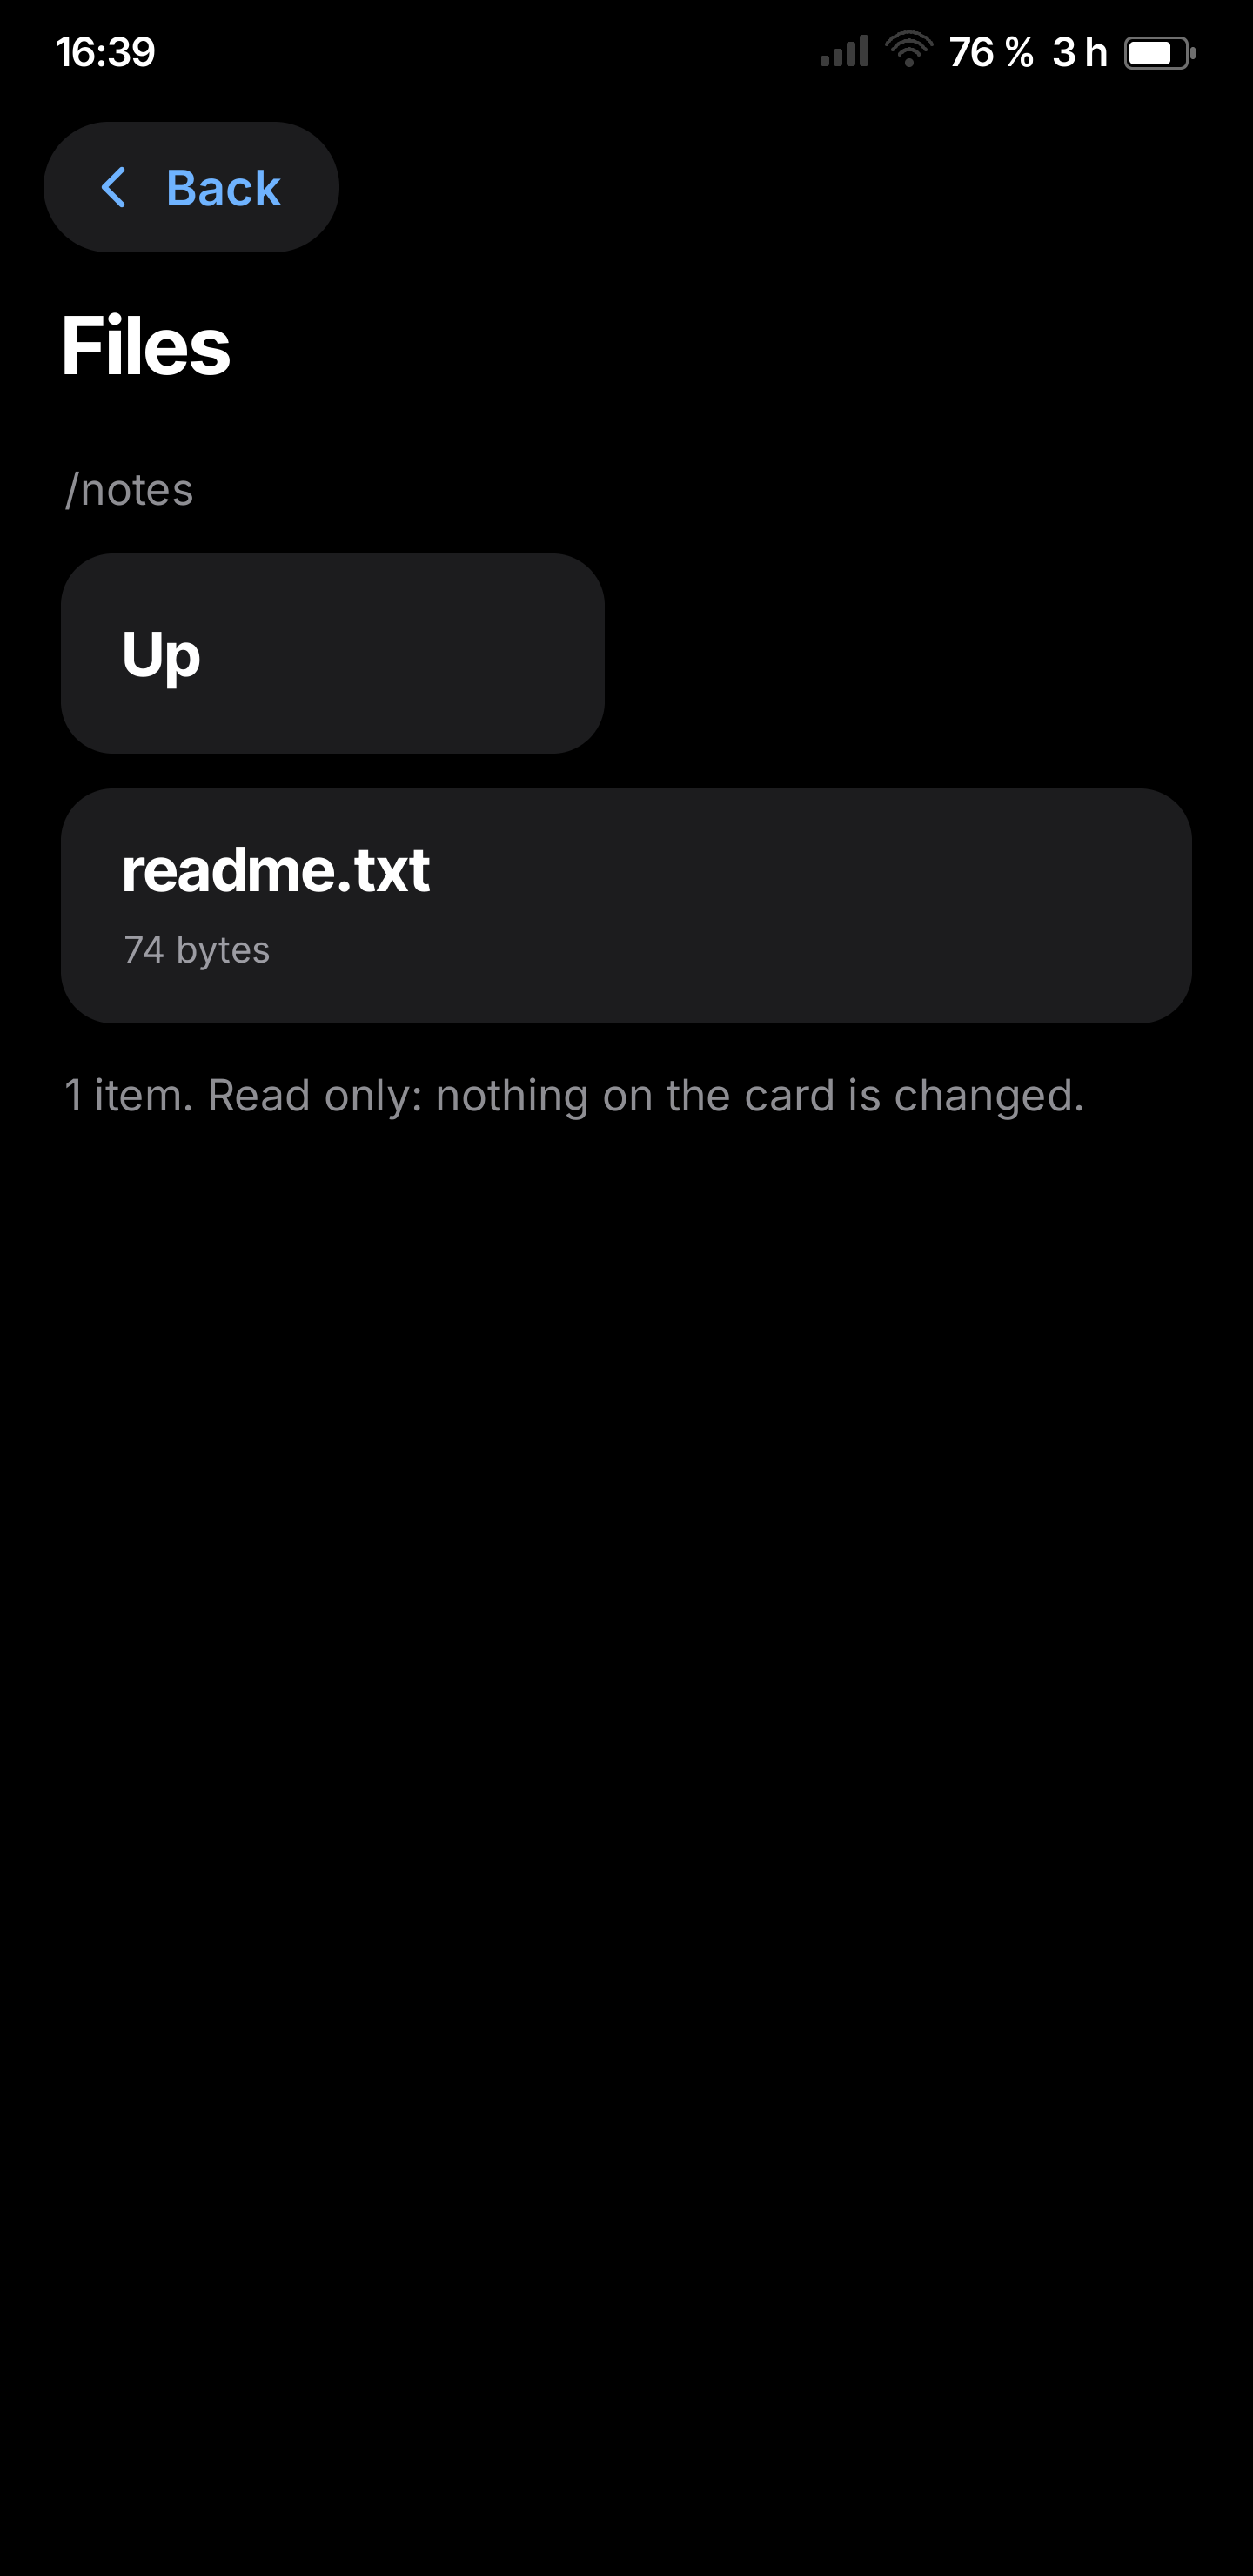 16:39 76 % 3 h
Back
Files
/notes
Up
readme.txt
74 bytes
1 item. Read only: nothing on the card is changed.